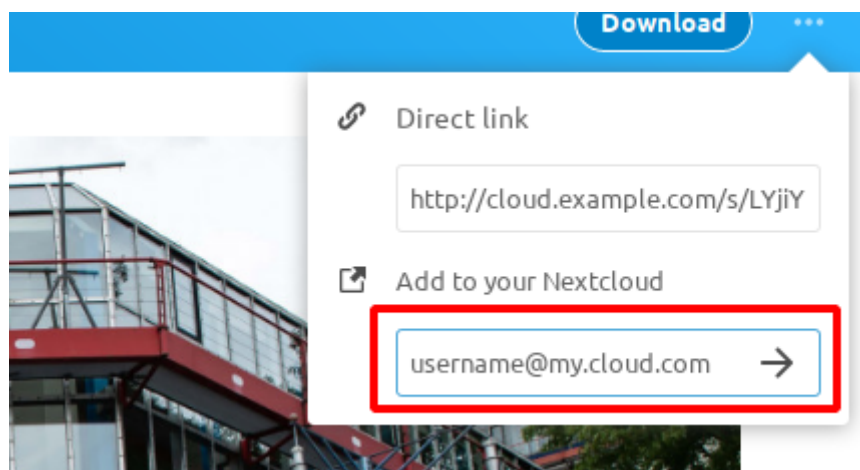 Download
Direct link
http://cloud.example.com/s/LYjiY
Add to your Nextcloud
username@my.cloud.com